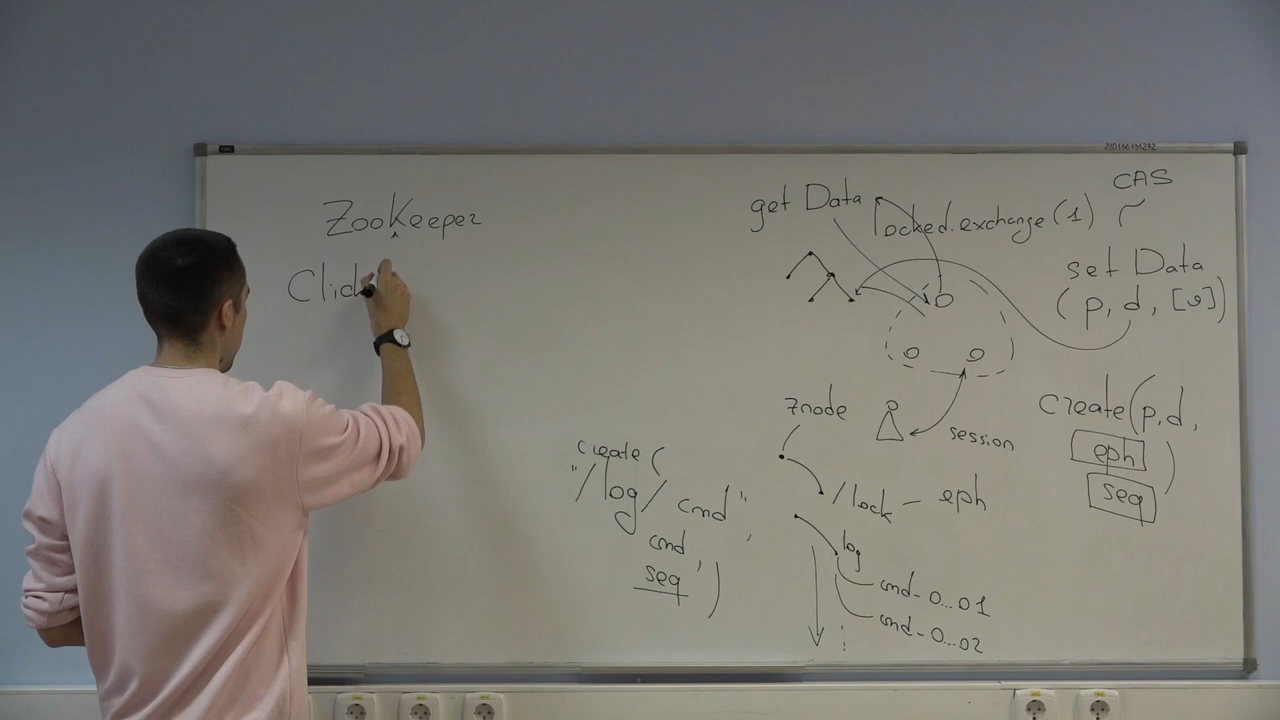 ZooKeeper
Clic
get Data
locked.exchange(1)
CAS
set Data
(p, d, [v])
znode
session
create(p,d,
eph
seq
)
create(
"/log/ cmd",
cmd,
seq)
/lock - eph
log
cmd-0...01
cmd-0...02